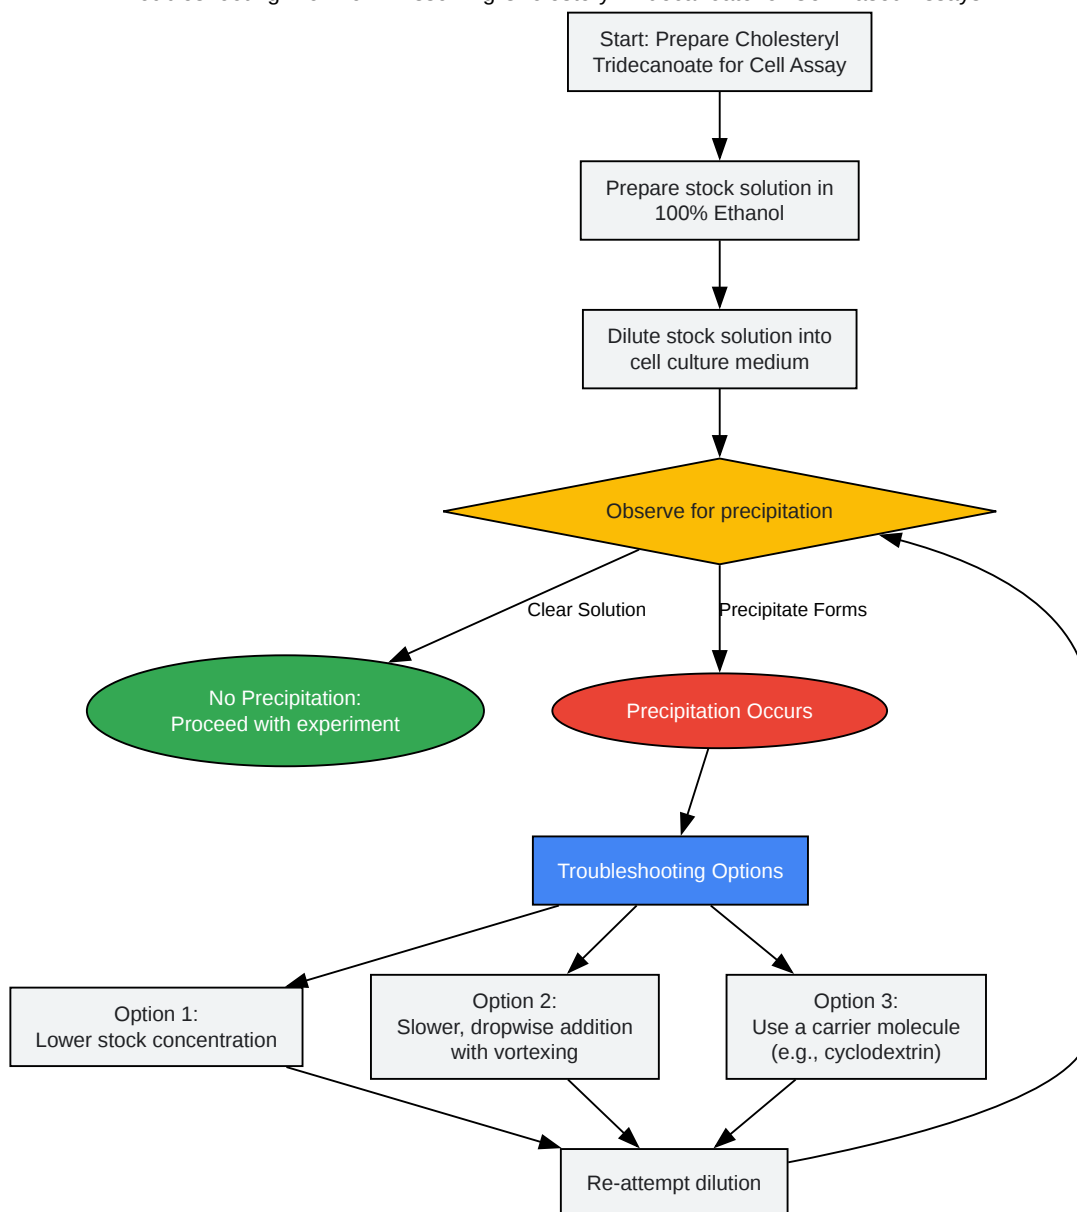 Start: Prepare Cholesteryl
Tridecanoate for Cell Assay
Prepare stock solution in
100% Ethanol
Dilute stock solution into
cell culture medium
Observe for precipitation
Clear Solution
Precipitate Forms
No Precipitation:
Proceed with experiment
Precipitation Occurs
Troubleshooting Options
Option 1:
Lower stock concentration
Option 2:
Slower, dropwise addition
with vortexing
Option 3:
Use a carrier molecule
(e.g., cyclodextrin)
Re-attempt dilution